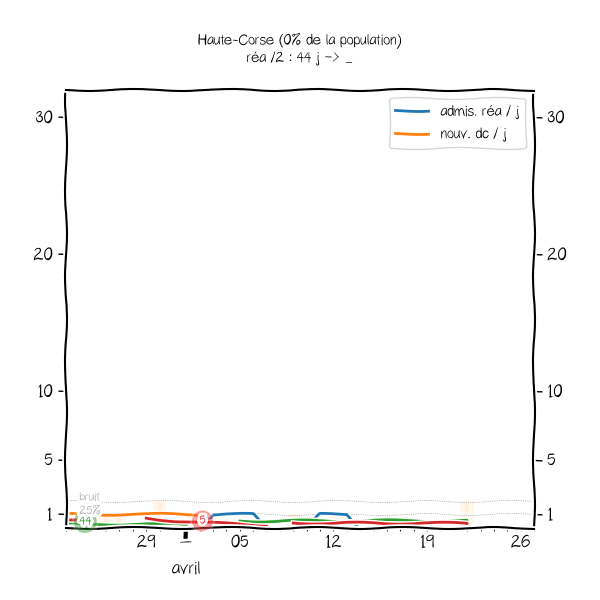 Haute-Corse (0% de la population)
réa /2 : 44 j -> _
admis. réa / j
nouv. dc / j
30 30
20 20
10 10
5 5
bruit
25%
44
5
1 1
29 05 12 19 26
avril